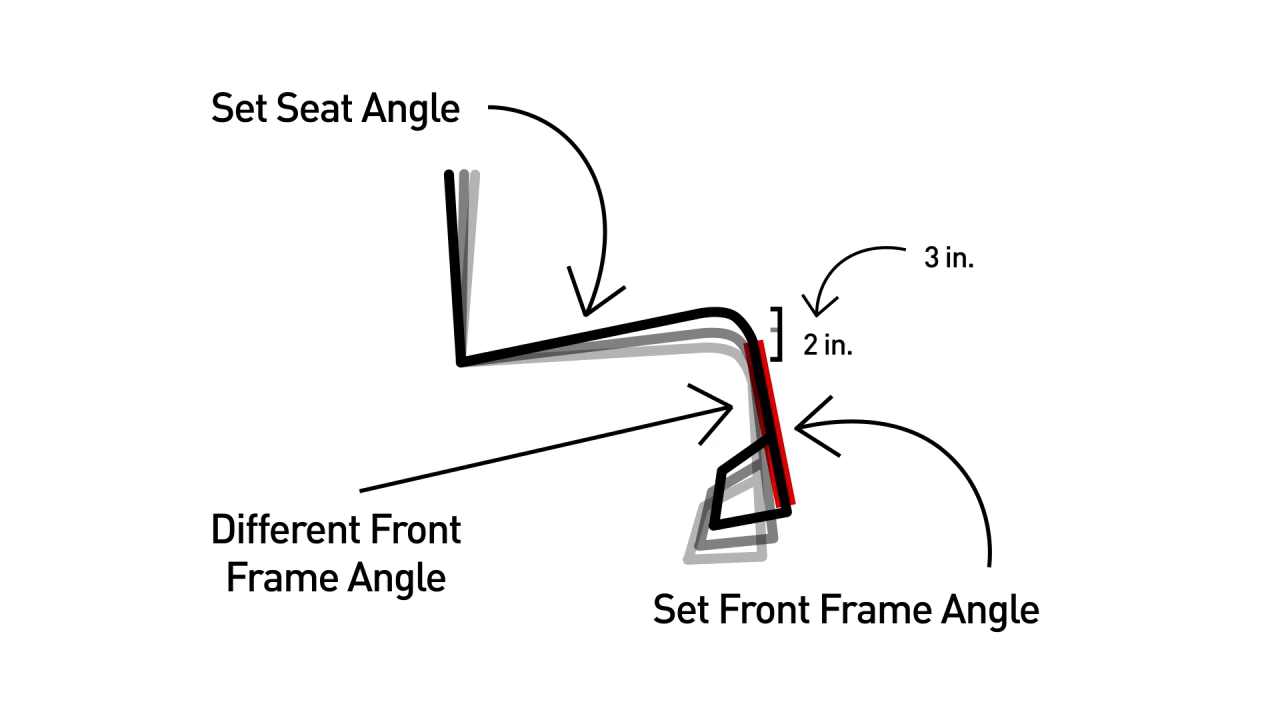 Set Seat Angle
3 in.
2 in.
Different Front
Frame Angle
Set Front Frame Angle